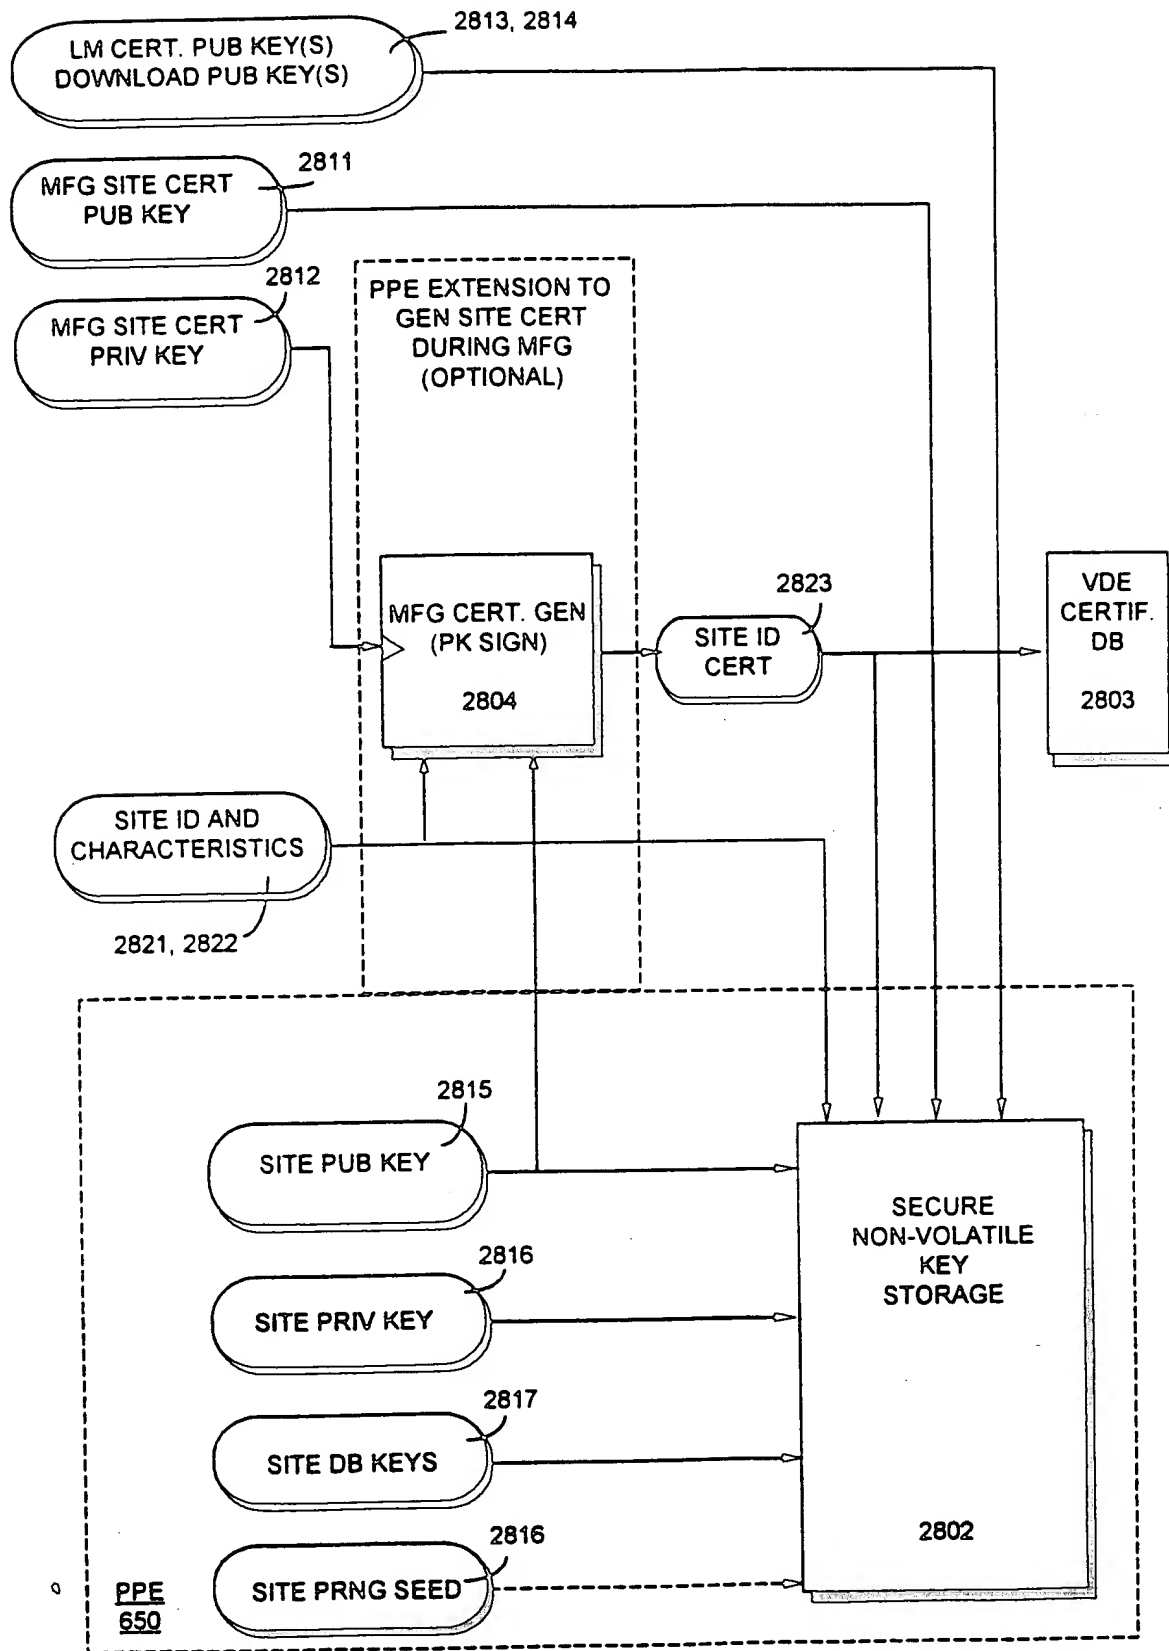 2813, 2814
LM CERT. PUB KEY(S)
DOWNLOAD PUB KEY(S)
2811
MFG SITE CERT
PUB KEY
2812
MFG SITE CERT
PRIV KEY
PPE EXTENSION TO
GEN SITE CERT
DURING MFG
(OPTIONAL)
MFG CERT. GEN
(PK SIGN)
2804
2823
SITE ID
CERT
VDE
CERTIF.
DB
2803
SITE ID AND
CHARACTERISTICS
2821, 2822
2815
SITE PUB KEY
2816
SITE PRIV KEY
2817
SITE DB KEYS
2816
SITE PRNG SEED
SECURE
NON-VOLATILE
KEY
STORAGE
2802
PPE
650